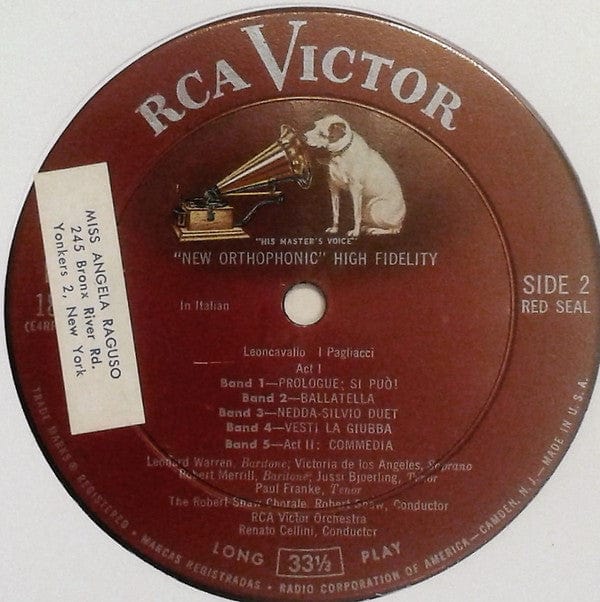 RCA VICTOR
"HIS MASTER'S VOICE"
"NEW ORTHOPHONIC" HIGH FIDELITY
MISS ANGELA RAGUSO
245 Bronx River Rd.
Yonkers 2, New York
In Italian
SIDE 2
RED SEAL
Leoncavallo I Pagliacci
Act I
Band 1—PROLOGUE; SI PUÒ!
Band 2—BALLATELLA
Band 3—NEDDA-SILVIO DUET
Band 4—VESTI LA GIUBBA
Band 5—Act II: COMMEDIA
Leonard Warren, Baritone; Victoria de los Angeles, Soprano
Robert Merrill, Baritone; Jussi Bjoerling, Tenor
Paul Franke, Tenor
The Robert Shaw Chorale, Robert Shaw, Conductor
RCA Victor Orchestra
Renato Cellini, Conductor
LONG 33⅓ PLAY
TRADE MARKS ® REGISTERED • MARCAS REGISTRADAS • RADIO CORPORATION OF AMERICA—CAMDEN, N. J.—MADE IN U.S.A.